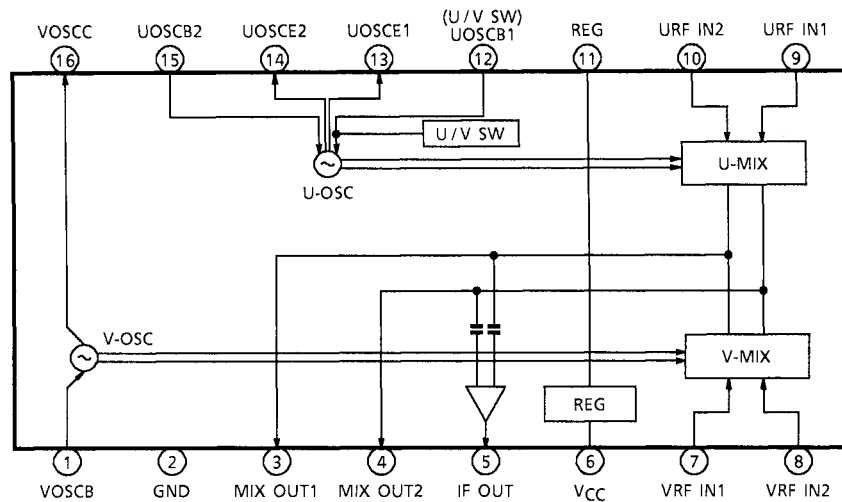 (U/V SW)
VOSCC UOSCB2 UOSCE2 UOSCE1 UOSCB1 REG URF IN2 URF IN1
16 15 14 13 12 11 10 9
U/V SW
U-OSC
U-MIX
V-OSC
V-MIX
REG
1 2 3 4 5 6 7 8
VOSCB GND MIX OUT1 MIX OUT2 IF OUT VCC VRF IN1 VRF IN2